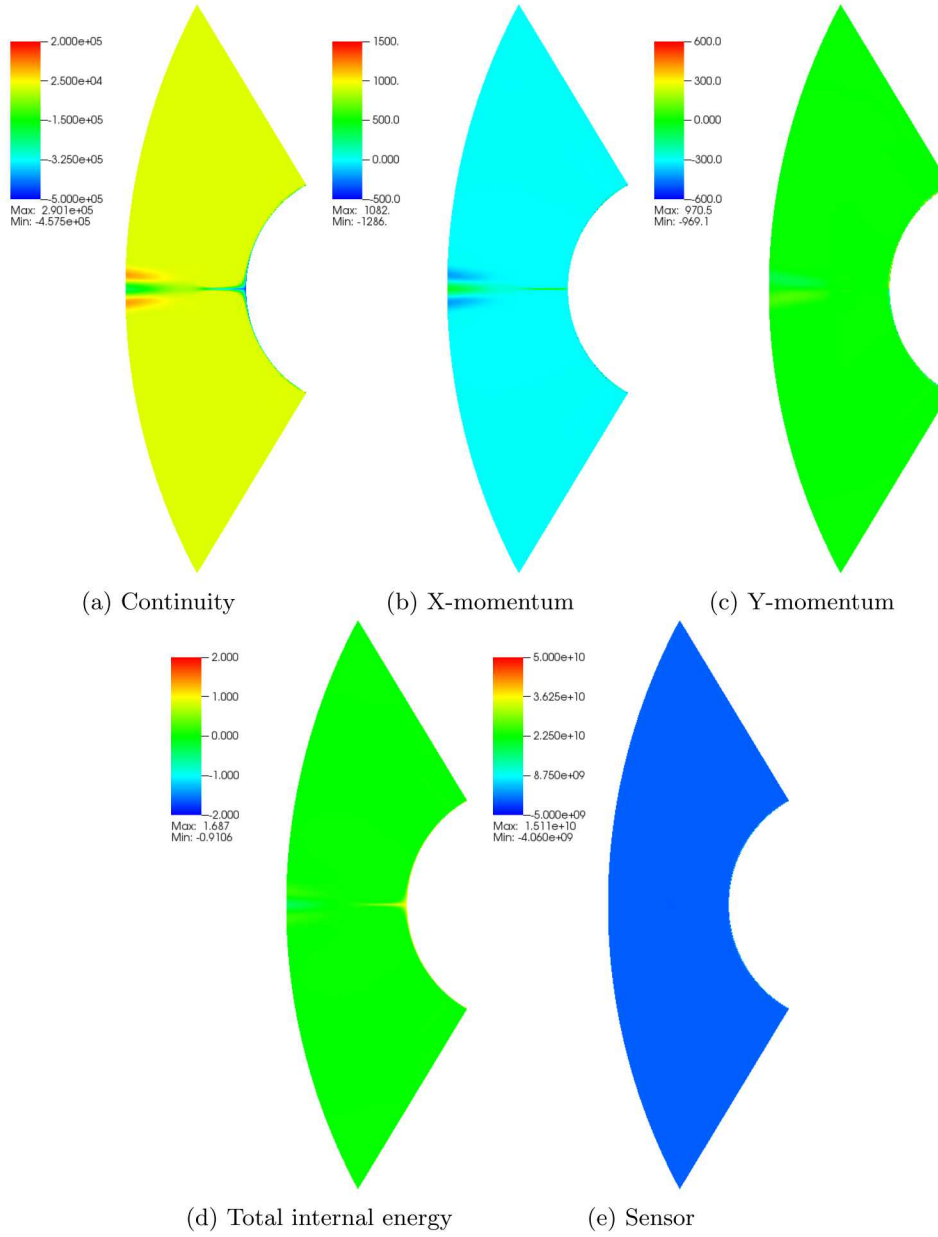 2.000e+05
2.500e+04
-1.500e+05
-3.250e+05
-5.000e+05
Max: 2.901e+05
Min: -4.575e+05
1500.
1000.
500.0
0.000
-500.0
Max: 1082.
Min: -1286.
600.0
300.0
0.000
-300.0
-600.0
Max: 970.5
Min: -969.1
(a) Continuity
(b) X-momentum
(c) Y-momentum
2.000
1.000
0.000
-1.000
-2.000
Max: 1.687
Min: -0.9106
5.000e+10
3.625e+10
2.250e+10
8.750e+09
-5.000e+09
Max: 1.511e+10
Min: -4.060e+09
(d) Total internal energy
(e) Sensor